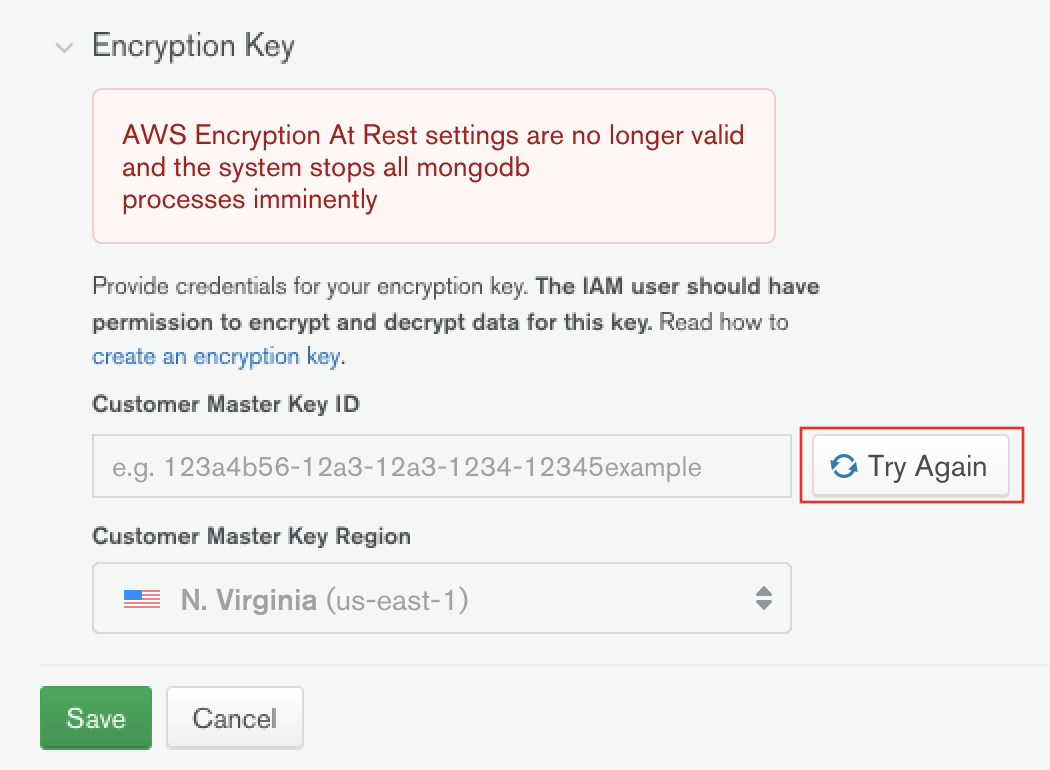 Encryption Key
AWS Encryption At Rest settings are no longer valid
and the system stops all mongodb
processes imminently
Provide credentials for your encryption key. The IAM user should have
permission to encrypt and decrypt data for this key. Read how to
create an encryption key.
Customer Master Key ID
e.g. 123a4b56-12a3-12a3-1234-12345example
Try Again
Customer Master Key Region
N. Virginia (us-east-1)
Save
Cancel